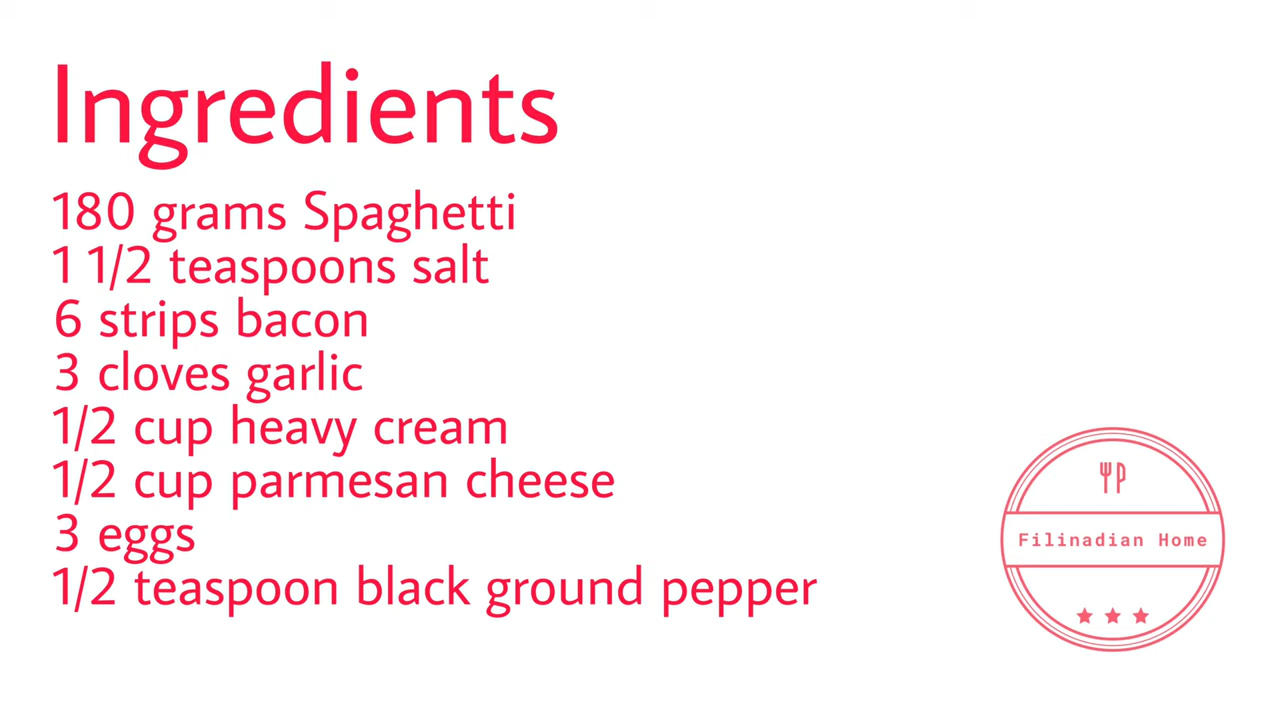 Ingredients
180 grams Spaghetti
1 1/2 teaspoons salt
6 strips bacon
3 cloves garlic
1/2 cup heavy cream
1/2 cup parmesan cheese
3 eggs
1/2 teaspoon black ground pepper
Filinadian Home